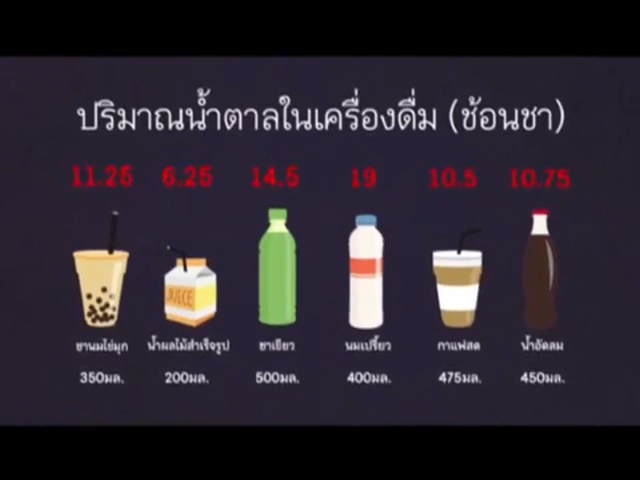 ปริมาณน้ำตาลในเครื่องดื่ม (ช้อนชา)
11.25 6.25 14.5 19 10.5 10.75
JUICE
ชานมไข่มุก น้ำผลไม้สำเร็จรูป ชาเขียว นมเปรี้ยว กาแฟสด น้ำอัดลม
350มล. 200มล. 500มล. 400มล. 475มล. 450มล.